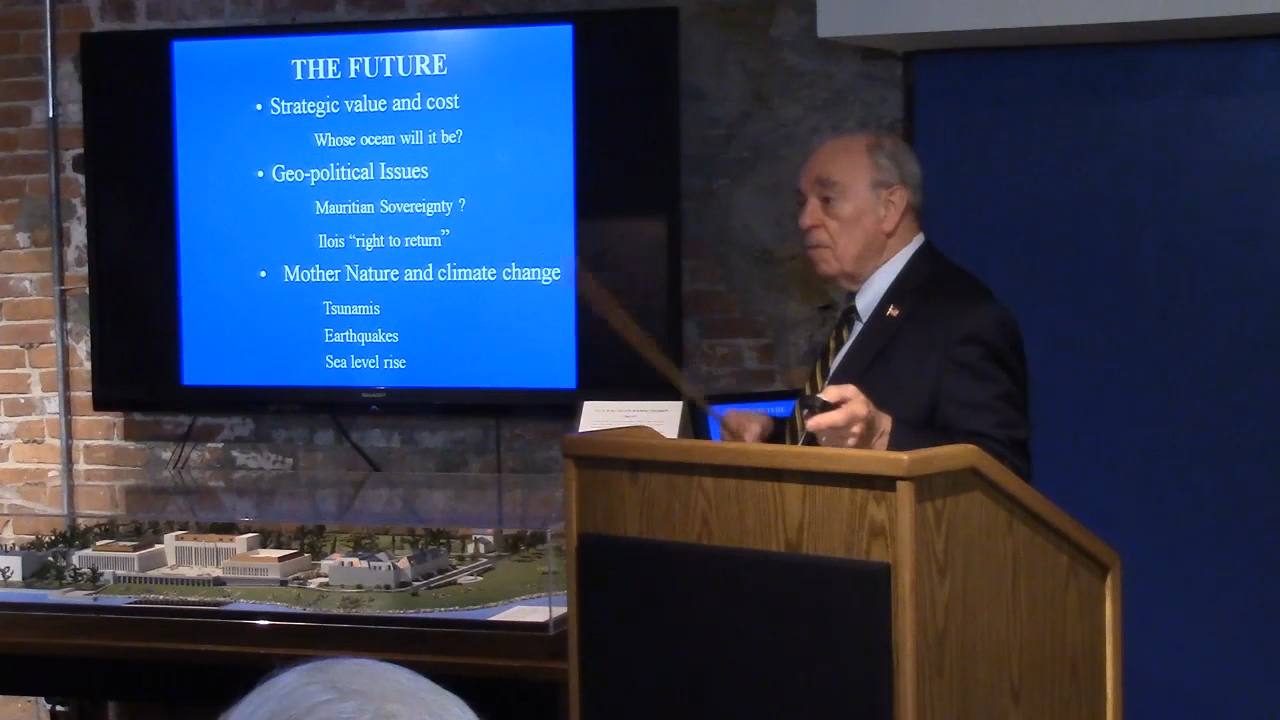 THE FUTURE
• Strategic value and cost
Whose ocean will it be?
• Geo-political Issues
Mauritian Sovereignty ?
Ilois “right to return”
• Mother Nature and climate change
Tsunamis
Earthquakes
Sea level rise
SHARP